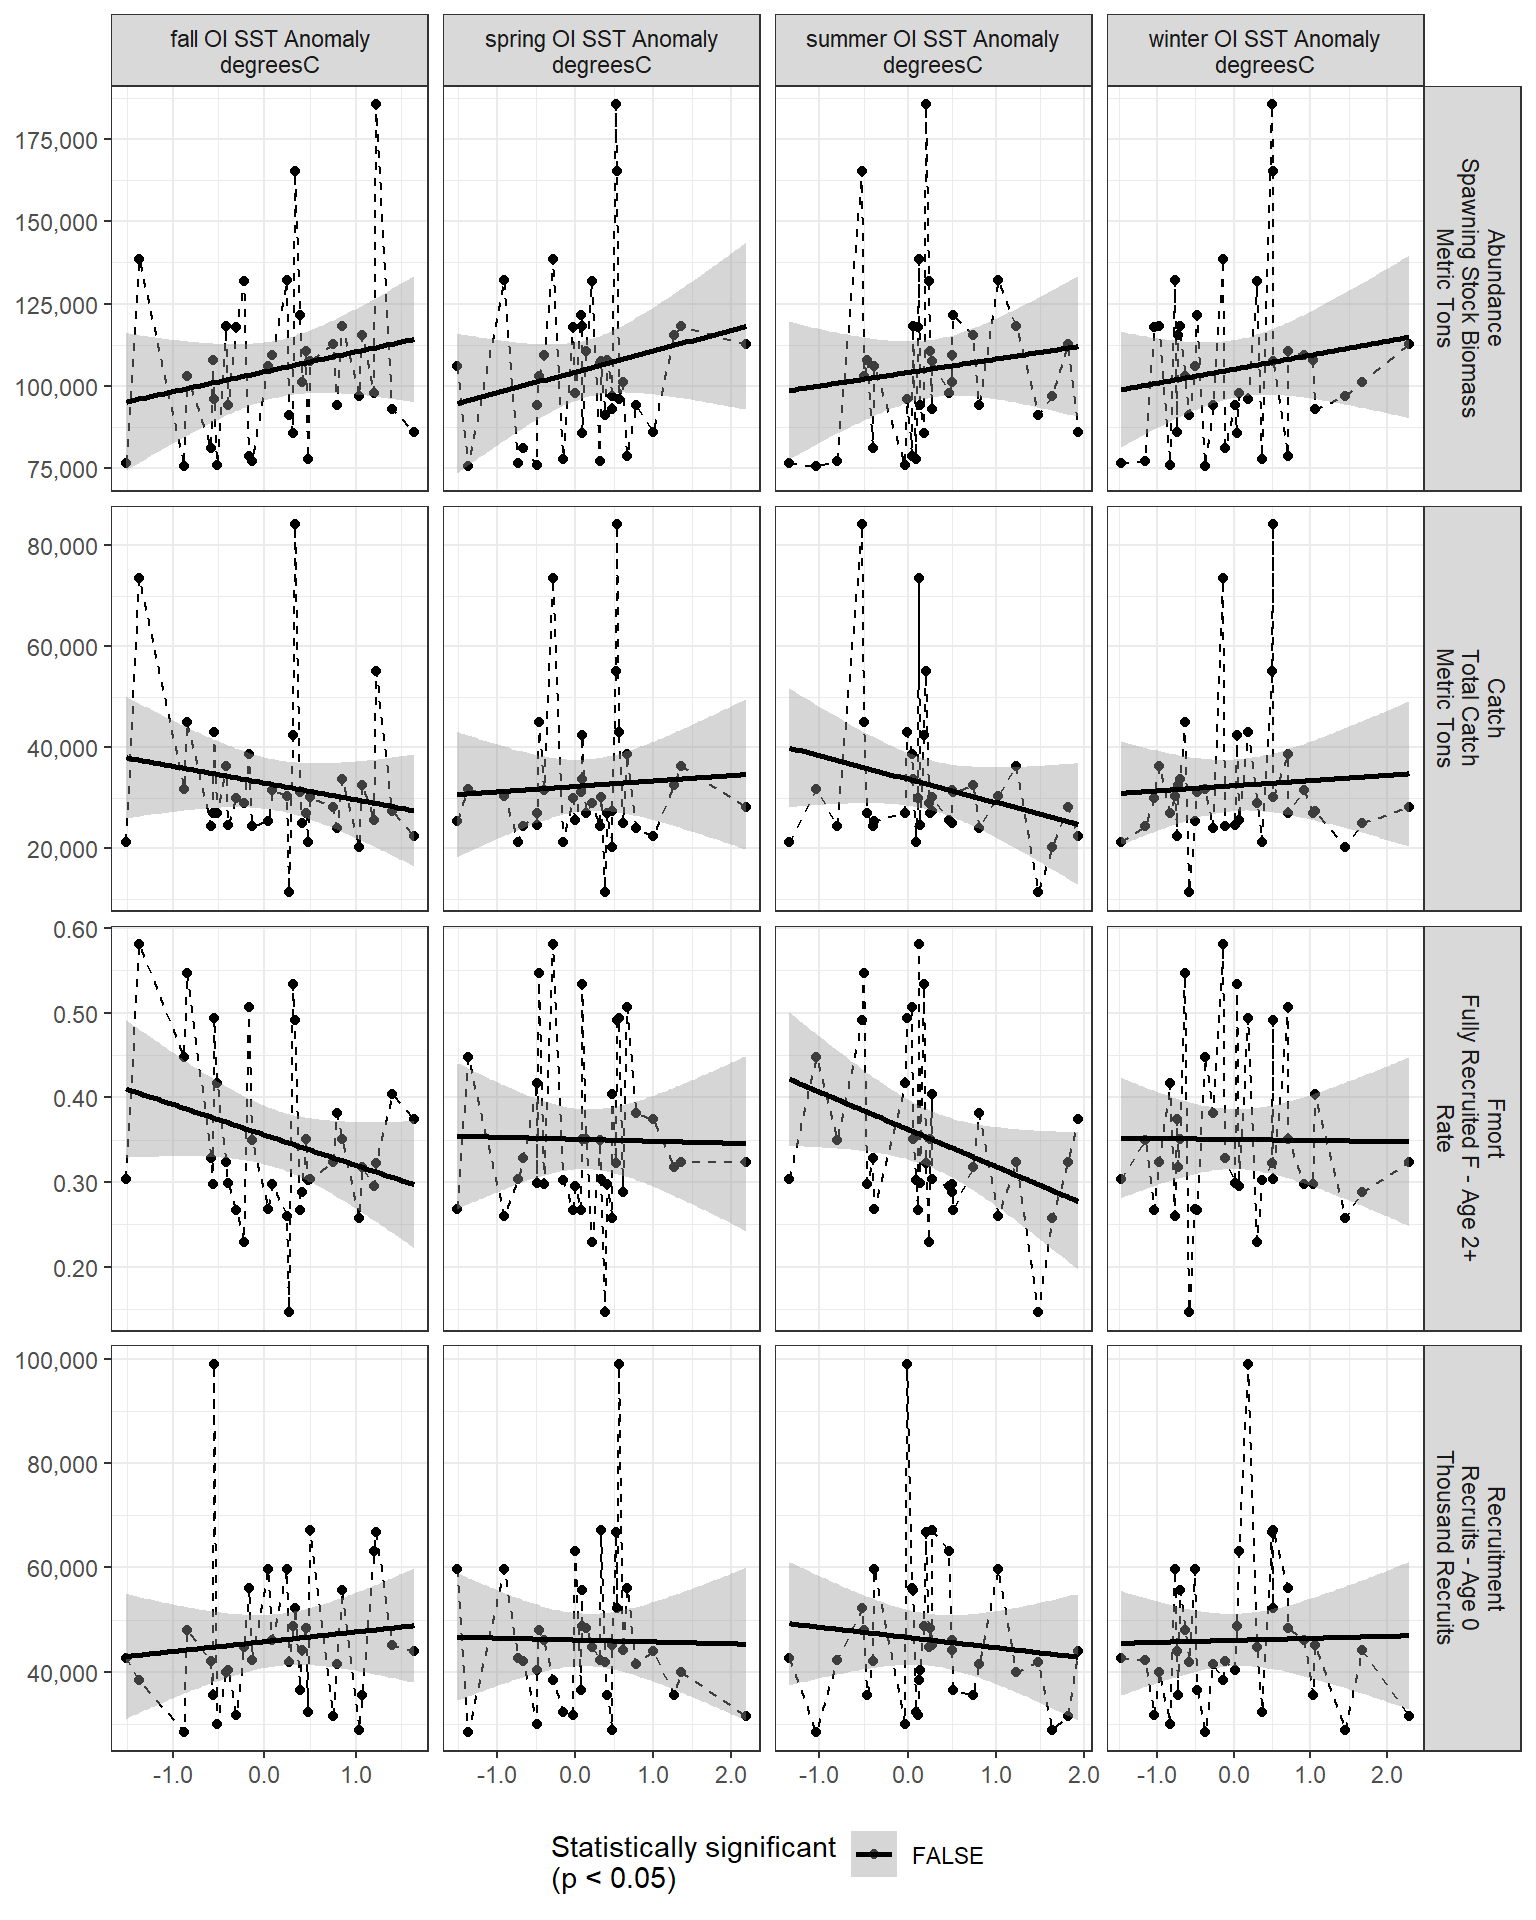 fall OI SST Anomaly
degreesC
spring OI SST Anomaly
degreesC
summer OI SST Anomaly
degreesC
winter OI SST Anomaly
degreesC
175,000
150,000
125,000
100,000
75,000
Abundance
Spawning Stock Biomass
Metric Tons
80,000
60,000
40,000
20,000
Catch
Total Catch
Metric Tons
0.60
0.50
0.40
0.30
0.20
Fmort
Fully Recruited F - Age 2+
Rate
100,000
80,000
60,000
40,000
Recruitment
Recruits - Age 0
Thousand Recruits
-1.0 0.0 1.0
-1.0 0.0 1.0 2.0
-1.0 0.0 1.0 2.0
-1.0 0.0 1.0 2.0
Statistically significant
(p < 0.05)
FALSE